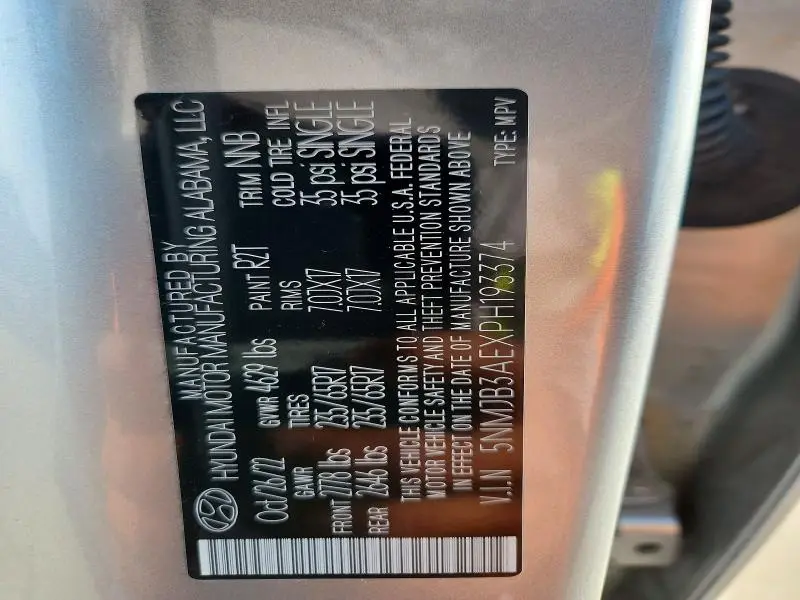 MANUFACTURED BY
HYUNDAI MOTOR MANUFACTURING ALABAMA, LLC
Oct/26/22 GVWR 4629 lbs PAINT R2T TRIM NNB
GAWR TIRES RIMS COLD TIRE INFL
FRONT 2778 lbs 235/65R17 7.0JX17 35 psi SINGLE
REAR 2646 lbs 235/65R17 7.0JX17 35 psi SINGLE
THIS VEHICLE CONFORMS TO ALL APPLICABLE U.S.A. FEDERAL
MOTOR VEHICLE SAFETY AND THEFT PREVENTION STANDARDS
IN EFFECT ON THE DATE OF MANUFACTURE SHOWN ABOVE
V.I.N 5NMJB3AEXPH193374 TYPE: MPV